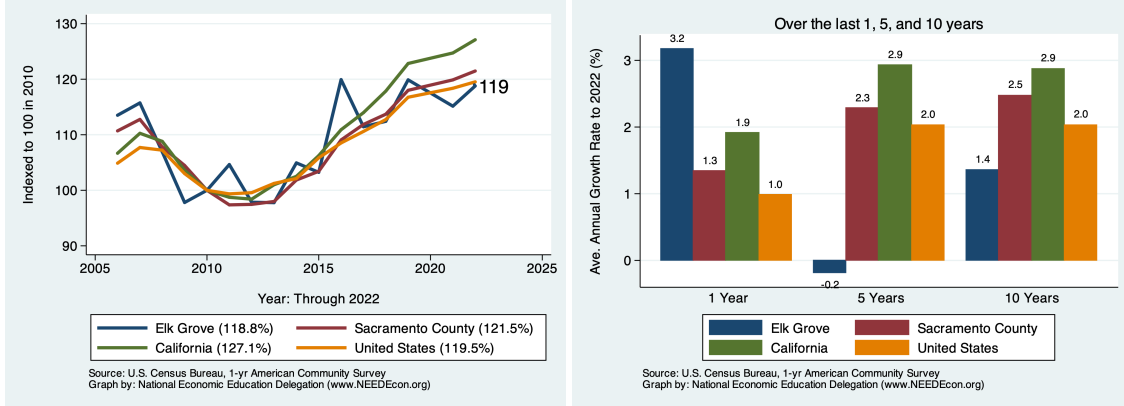 Indexed to 100 in 2010
130
120
110
100
90
119
2005
2010
2015
2020
2025
Year: Through 2022
Elk Grove (118.8%)
Sacramento County (121.5%)
California (127.1%)
United States (119.5%)
Source: U.S. Census Bureau, 1-yr American Community Survey
Graph by: National Economic Education Delegation (www.NEEDEcon.org)
Over the last 1, 5, and 10 years
Ave. Annual Growth Rate to 2022 (%)
3
2
1
0
3.2
1.3
1.9
1.0
-0.2
2.3
2.9
2.0
1.4
2.5
2.9
2.0
1 Year
5 Years
10 Years
Elk Grove
Sacramento County
California
United States
Source: U.S. Census Bureau, 1-yr American Community Survey
Graph by: National Economic Education Delegation (www.NEEDEcon.org)